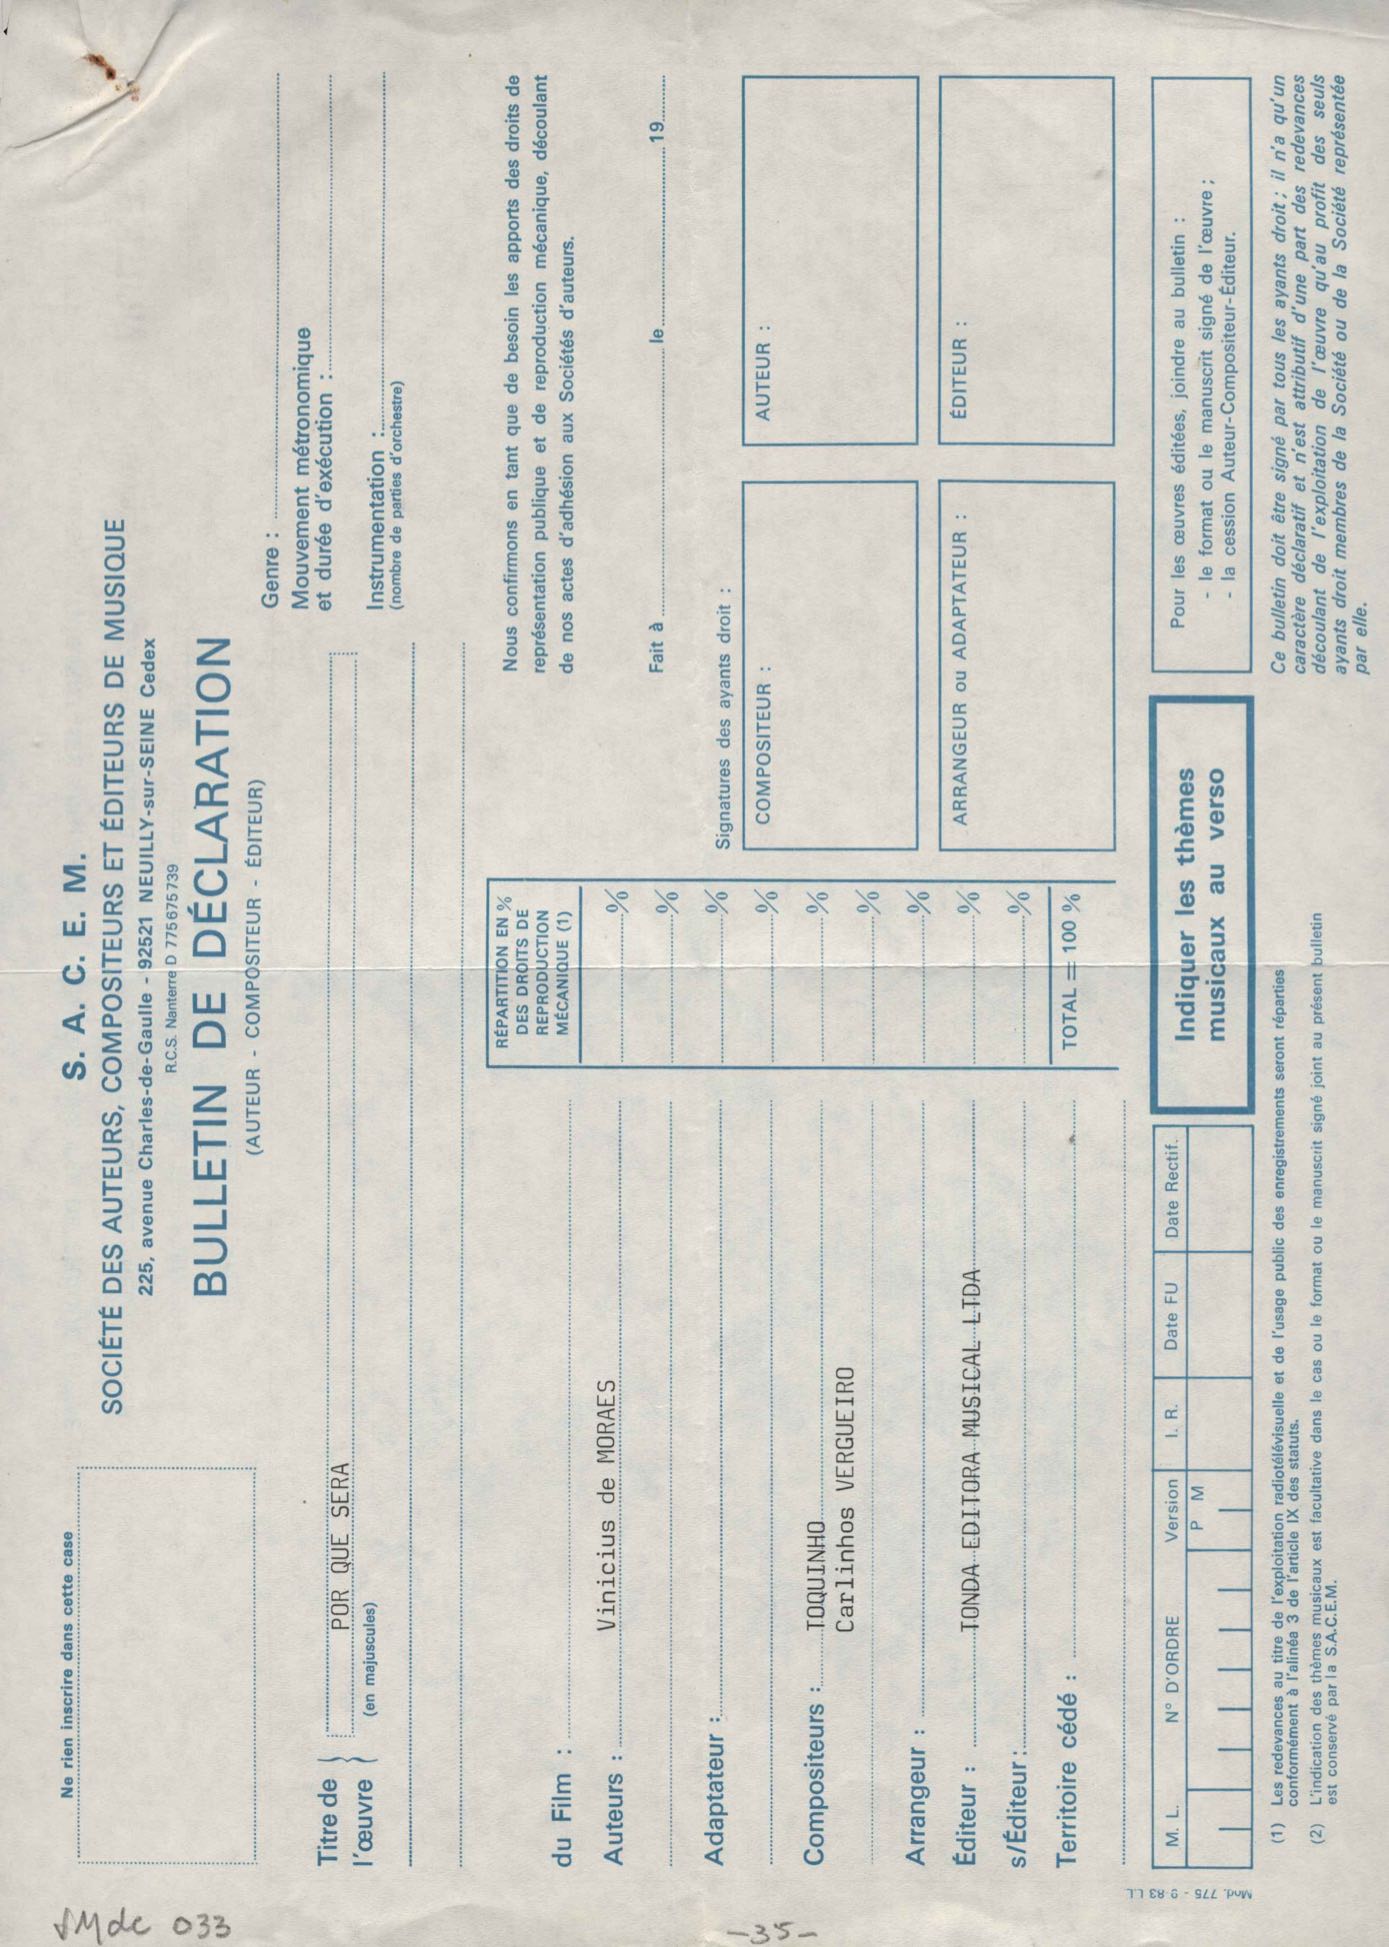 Ne rien inscrire dans cette case
S. A. C. E. M.
SOCIÉTÉ DES AUTEURS, COMPOSITEURS ET ÉDITEURS DE MUSIQUE
225, avenue Charles-de-Gaulle - 92521 NEUILLY-sur-SEINE Cedex
R.C.S. Nanterre D 775675739
BULLETIN DE DÉCLARATION
(AUTEUR - COMPOSITEUR - ÉDITEUR)
Titre de
l'œuvre
POR QUE SERA
(en majuscules)
Genre :
Mouvement métronomique
et durée d'exécution :
Instrumentation :
(nombre de parties d'orchestre)
du Film :
Auteurs : Vinicius de MORAES
Adaptateur :
Compositeurs : TOQUINHO
Carlinhos VERGUEIRO
Arrangeur :
Éditeur : TONDA EDITORA MUSICAL LTDA
s/Éditeur :
Territoire cédé :
RÉPARTITION EN %
DES DROITS DE
REPRODUCTION
MÉCANIQUE (1)
%
%
%
%
%
%
%
%
%
TOTAL = 100 %
Nous confirmons en tant que de besoin les apports des droits de
représentation publique et de reproduction mécanique, découlant
de nos actes d'adhésion aux Sociétés d'auteurs.
Fait à le 19
Signatures des ayants droit :
COMPOSITEUR :
AUTEUR :
ARRANGEUR ou ADAPTATEUR :
ÉDITEUR :
M. L. N° D'ORDRE Version I. R. Date FU Date Rectif.
P M
Indiquer les thèmes
musicaux au verso
Pour les œuvres éditées, joindre au bulletin :
- le format ou le manuscrit signé de l'œuvre ;
- la cession Auteur-Compositeur-Éditeur.
(1) Les redevances au titre de l'exploitation radiotélévisuelle et de l'usage public des enregistrements seront réparties
conformément à l'alinéa 3 de l'article IX des statuts.
(2) L'indication des thèmes musicaux est facultative dans le cas ou le format ou le manuscrit signé joint au présent bulletin
est conservé par la S.A.C.E.M.
Ce bulletin doit être signé par tous les ayants droit ; il n'a qu'un
caractère déclaratif et n'est attributif d'une part des redevances
découlant de l'exploitation de l'œuvre qu'au profit des seuls
ayants droit membres de la Société ou de la Société représentée
par elle.
Mod. 775 - 9-83 LL
VMdc 033
-35-